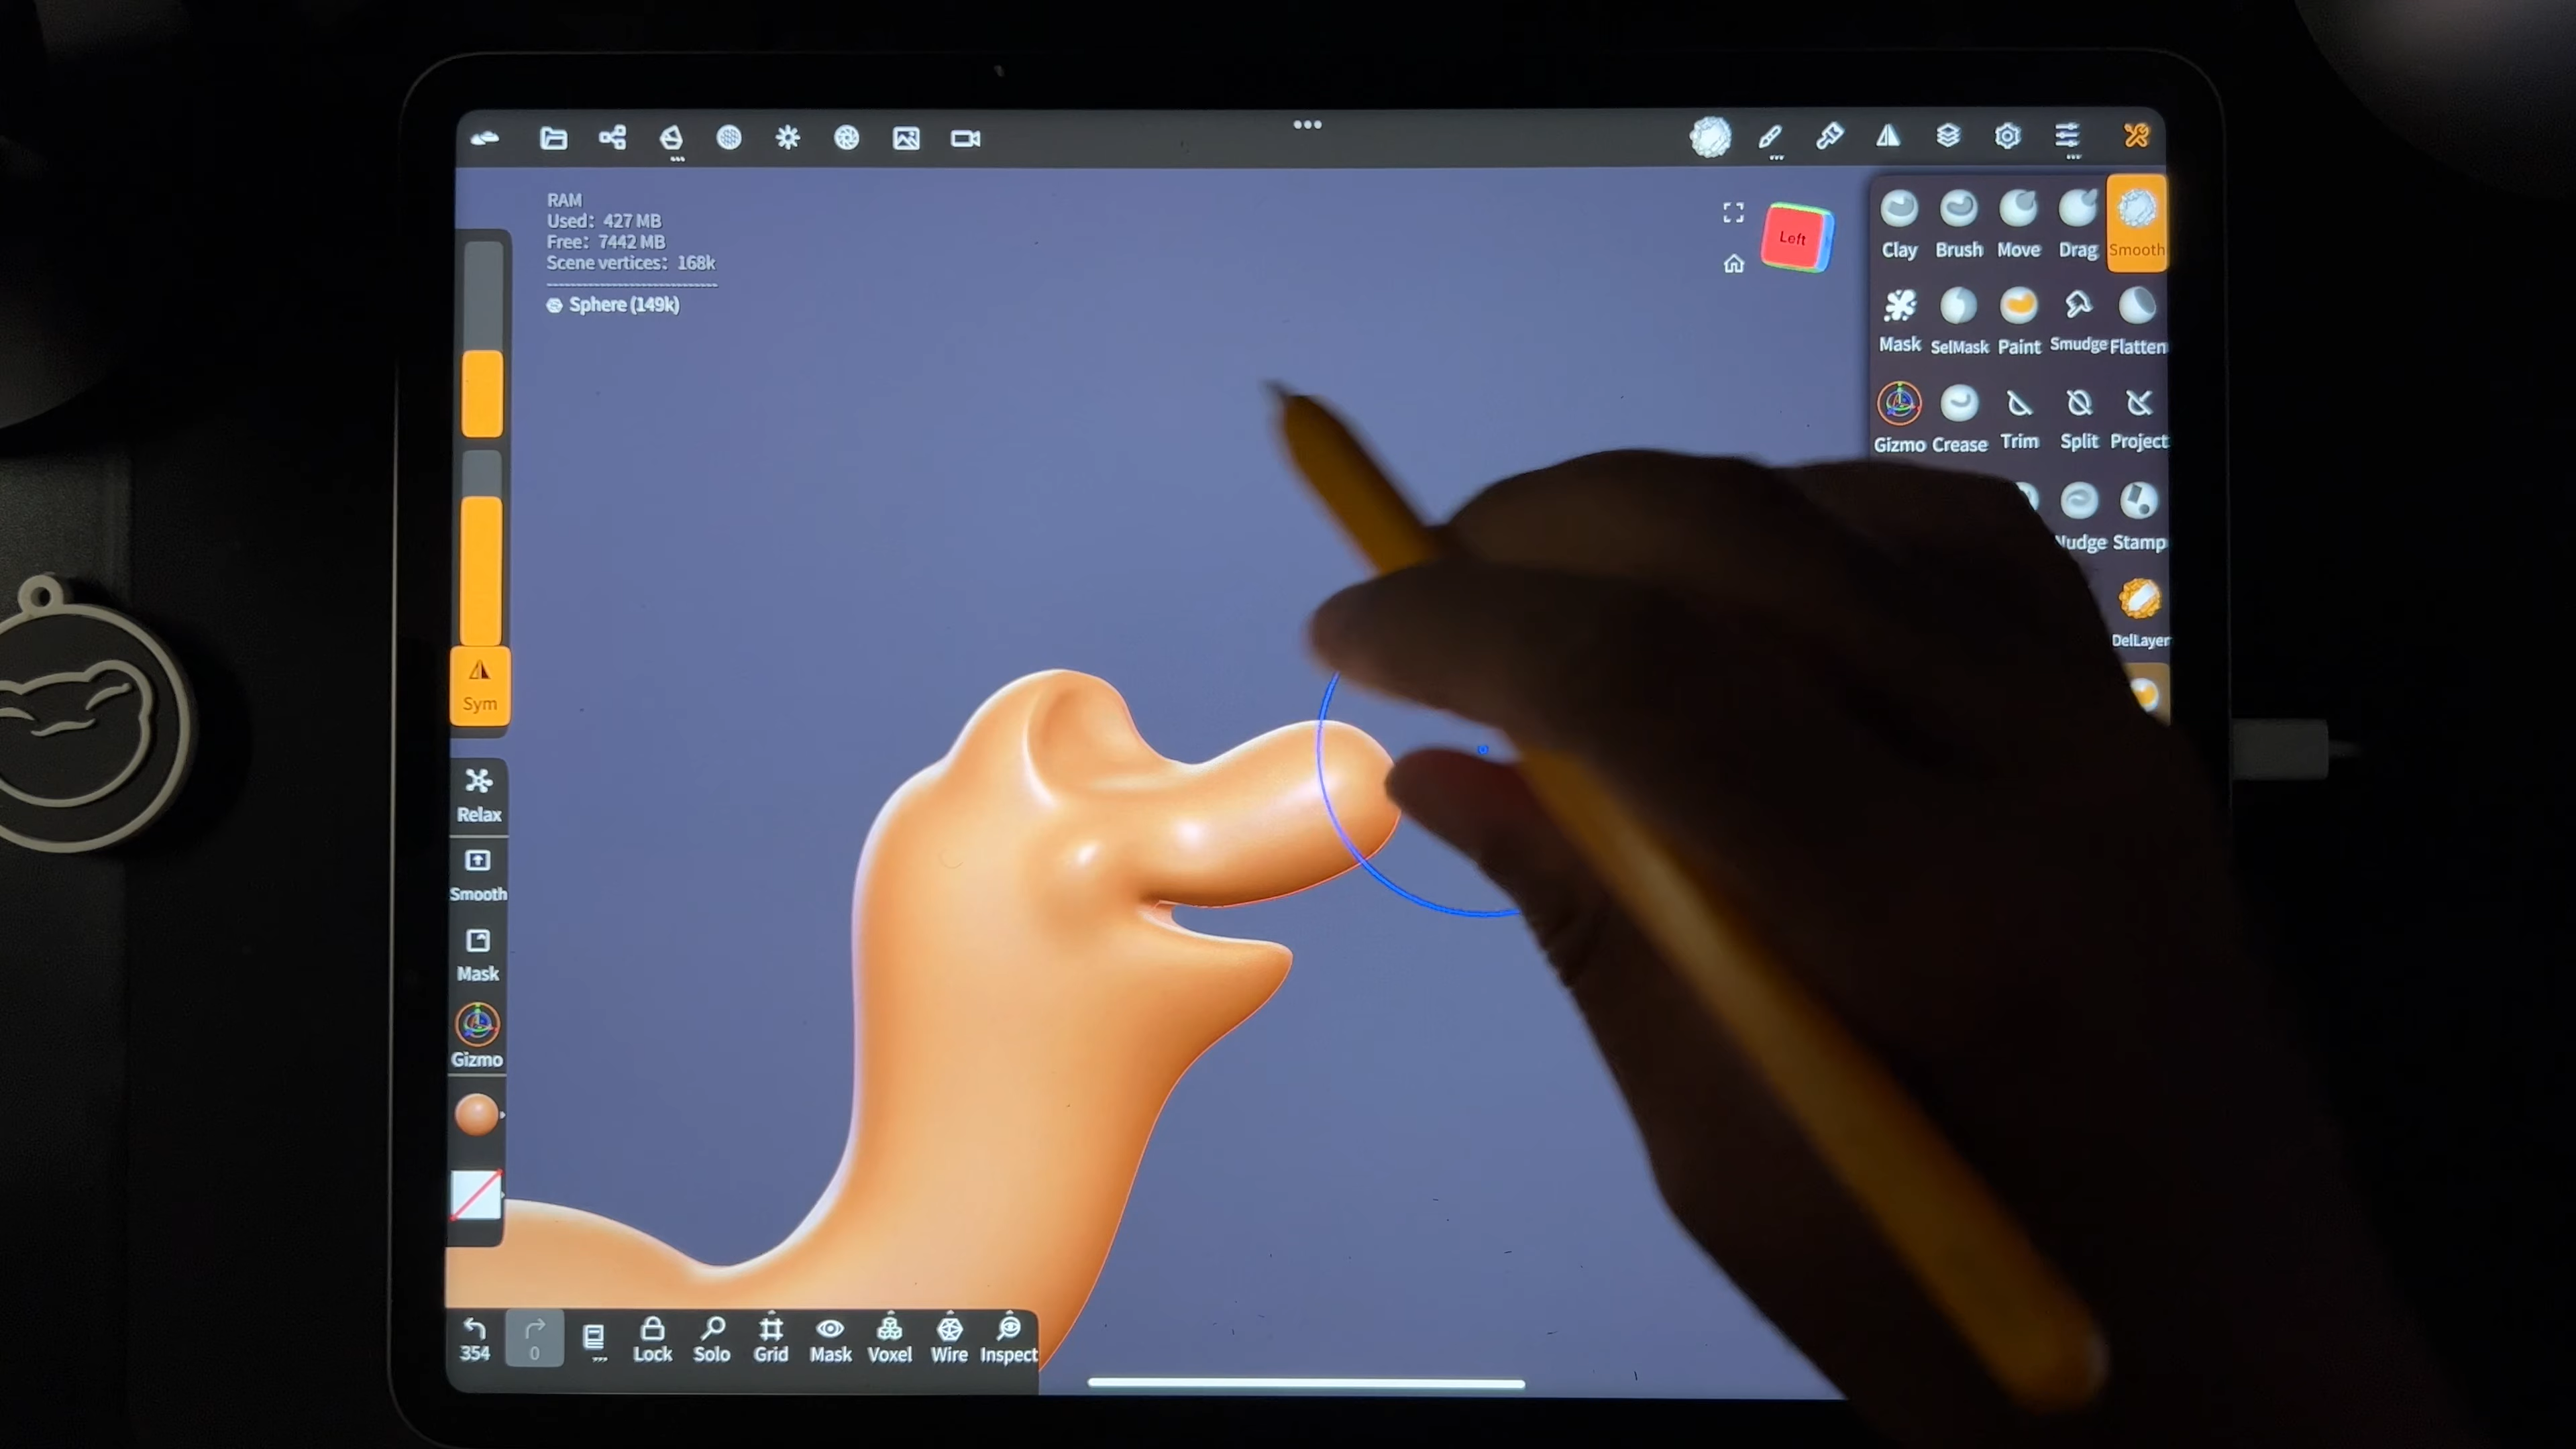 RAM
Used: 427 MB
Free: 7442 MB
Scene vertices: 168k
Sphere (149k)
Left
Clay Brush Move Drag Smooth
Mask SelMask Paint Smudge Flatten
Gizmo Crease Trim Split Project
Nudge Stamp
DelLayer
Sym
Relax
Smooth
Mask
Gizmo
354 0 Lock Solo Grid Mask Voxel Wire Inspect